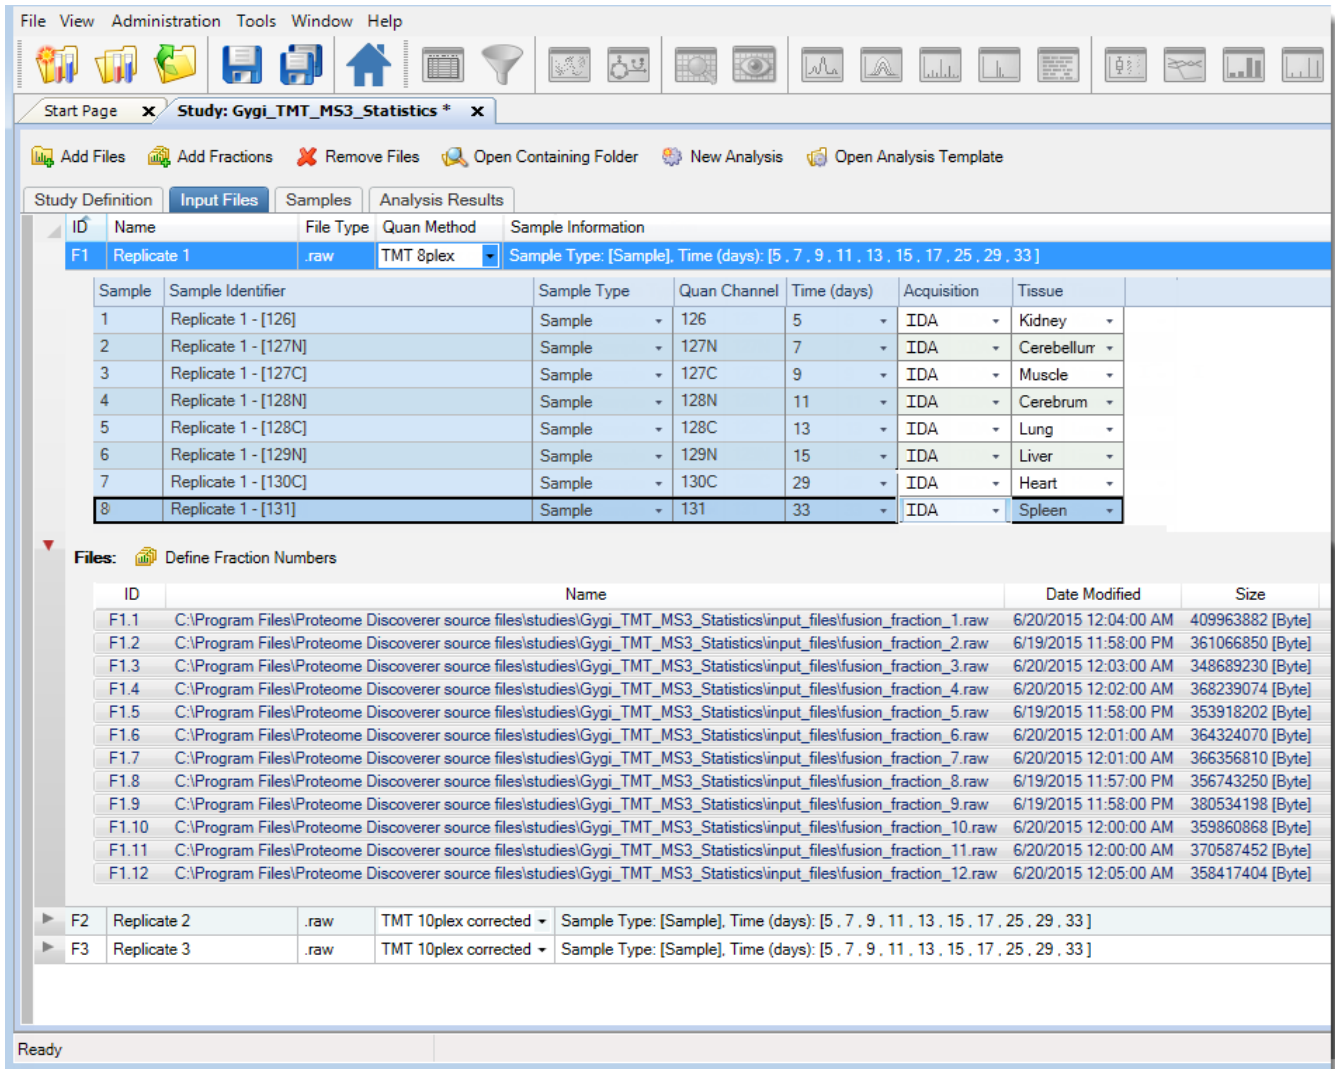 File View Administration Tools Window Help
Start Page x Study: Gygi_TMT_MS3_Statistics * x
Add Files Add Fractions Remove Files Open Containing Folder New Analysis Open Analysis Template
Study Definition Input Files Samples Analysis Results
ID Name File Type Quan Method Sample Information
F1 Replicate 1 .raw TMT 8plex Sample Type: [Sample], Time (days): [5 , 7 , 9 , 11 , 13 , 15 , 17 , 25 , 29 , 33 ]
Sample Sample Identifier Sample Type Quan Channel Time (days) Acquisition Tissue
1 Replicate 1 - [126] Sample 126 5 IDA Kidney
2 Replicate 1 - [127N] Sample 127N 7 IDA Cerebellum
3 Replicate 1 - [127C] Sample 127C 9 IDA Muscle
4 Replicate 1 - [128N] Sample 128N 11 IDA Cerebrum
5 Replicate 1 - [128C] Sample 128C 13 IDA Lung
6 Replicate 1 - [129N] Sample 129N 15 IDA Liver
7 Replicate 1 - [130C] Sample 130C 29 IDA Heart
8 Replicate 1 - [131] Sample 131 33 IDA Spleen
Files: Define Fraction Numbers
ID Name Date Modified Size
F1.1 C:\Program Files\Proteome Discoverer source files\studies\Gygi_TMT_MS3_Statistics\input_files\fusion_fraction_1.raw 6/20/2015 12:04:00 AM 409963882 [Byte]
F1.2 C:\Program Files\Proteome Discoverer source files\studies\Gygi_TMT_MS3_Statistics\input_files\fusion_fraction_2.raw 6/19/2015 11:58:00 PM 361066850 [Byte]
F1.3 C:\Program Files\Proteome Discoverer source files\studies\Gygi_TMT_MS3_Statistics\input_files\fusion_fraction_3.raw 6/20/2015 12:03:00 AM 348689230 [Byte]
F1.4 C:\Program Files\Proteome Discoverer source files\studies\Gygi_TMT_MS3_Statistics\input_files\fusion_fraction_4.raw 6/20/2015 12:02:00 AM 368239074 [Byte]
F1.5 C:\Program Files\Proteome Discoverer source files\studies\Gygi_TMT_MS3_Statistics\input_files\fusion_fraction_5.raw 6/19/2015 11:58:00 PM 353918202 [Byte]
F1.6 C:\Program Files\Proteome Discoverer source files\studies\Gygi_TMT_MS3_Statistics\input_files\fusion_fraction_6.raw 6/20/2015 12:01:00 AM 364324070 [Byte]
F1.7 C:\Program Files\Proteome Discoverer source files\studies\Gygi_TMT_MS3_Statistics\input_files\fusion_fraction_7.raw 6/20/2015 12:01:00 AM 366356810 [Byte]
F1.8 C:\Program Files\Proteome Discoverer source files\studies\Gygi_TMT_MS3_Statistics\input_files\fusion_fraction_8.raw 6/19/2015 11:57:00 PM 356743250 [Byte]
F1.9 C:\Program Files\Proteome Discoverer source files\studies\Gygi_TMT_MS3_Statistics\input_files\fusion_fraction_9.raw 6/19/2015 11:58:00 PM 380534198 [Byte]
F1.10 C:\Program Files\Proteome Discoverer source files\studies\Gygi_TMT_MS3_Statistics\input_files\fusion_fraction_10.raw 6/20/2015 12:00:00 AM 359860868 [Byte]
F1.11 C:\Program Files\Proteome Discoverer source files\studies\Gygi_TMT_MS3_Statistics\input_files\fusion_fraction_11.raw 6/20/2015 12:00:00 AM 370587452 [Byte]
F1.12 C:\Program Files\Proteome Discoverer source files\studies\Gygi_TMT_MS3_Statistics\input_files\fusion_fraction_12.raw 6/20/2015 12:05:00 AM 358417404 [Byte]
F2 Replicate 2 .raw TMT 10plex corrected Sample Type: [Sample], Time (days): [5 , 7 , 9 , 11 , 13 , 15 , 17 , 25 , 29 , 33 ]
F3 Replicate 3 .raw TMT 10plex corrected Sample Type: [Sample], Time (days): [5 , 7 , 9 , 11 , 13 , 15 , 17 , 25 , 29 , 33 ]
Ready